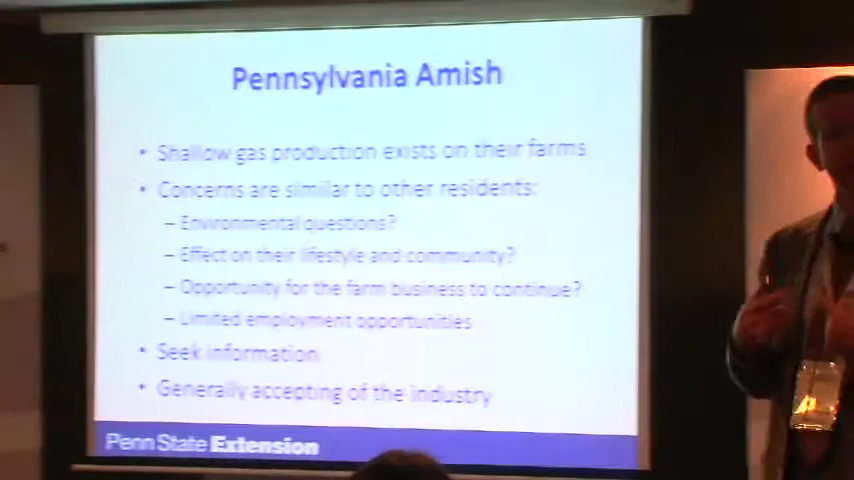 Pennsylvania Amish
• Shallow gas production exists on their farms
• Concerns are similar to other residents:
– Environmental questions?
– Effect on their lifestyle and community?
– Opportunity for the farm business to continue?
– Limited employment opportunities
• Seek information
• Generally accepting of the industry
Penn State Extension